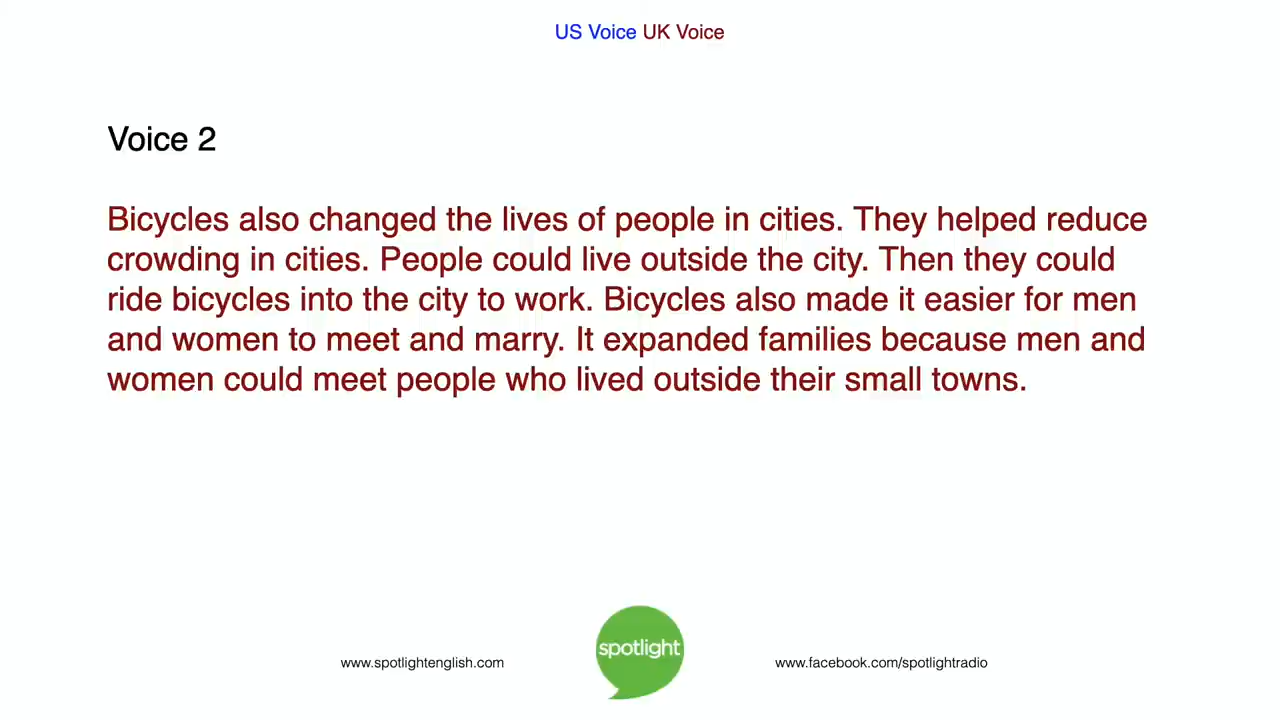 US Voice UK Voice
Voice 2
Bicycles also changed the lives of people in cities. They helped reduce
crowding in cities. People could live outside the city. Then they could
ride bicycles into the city to work. Bicycles also made it easier for men
and women to meet and marry. It expanded families because men and
women could meet people who lived outside their small towns.
www.spotlightenglish.com
spotlight
www.facebook.com/spotlightradio